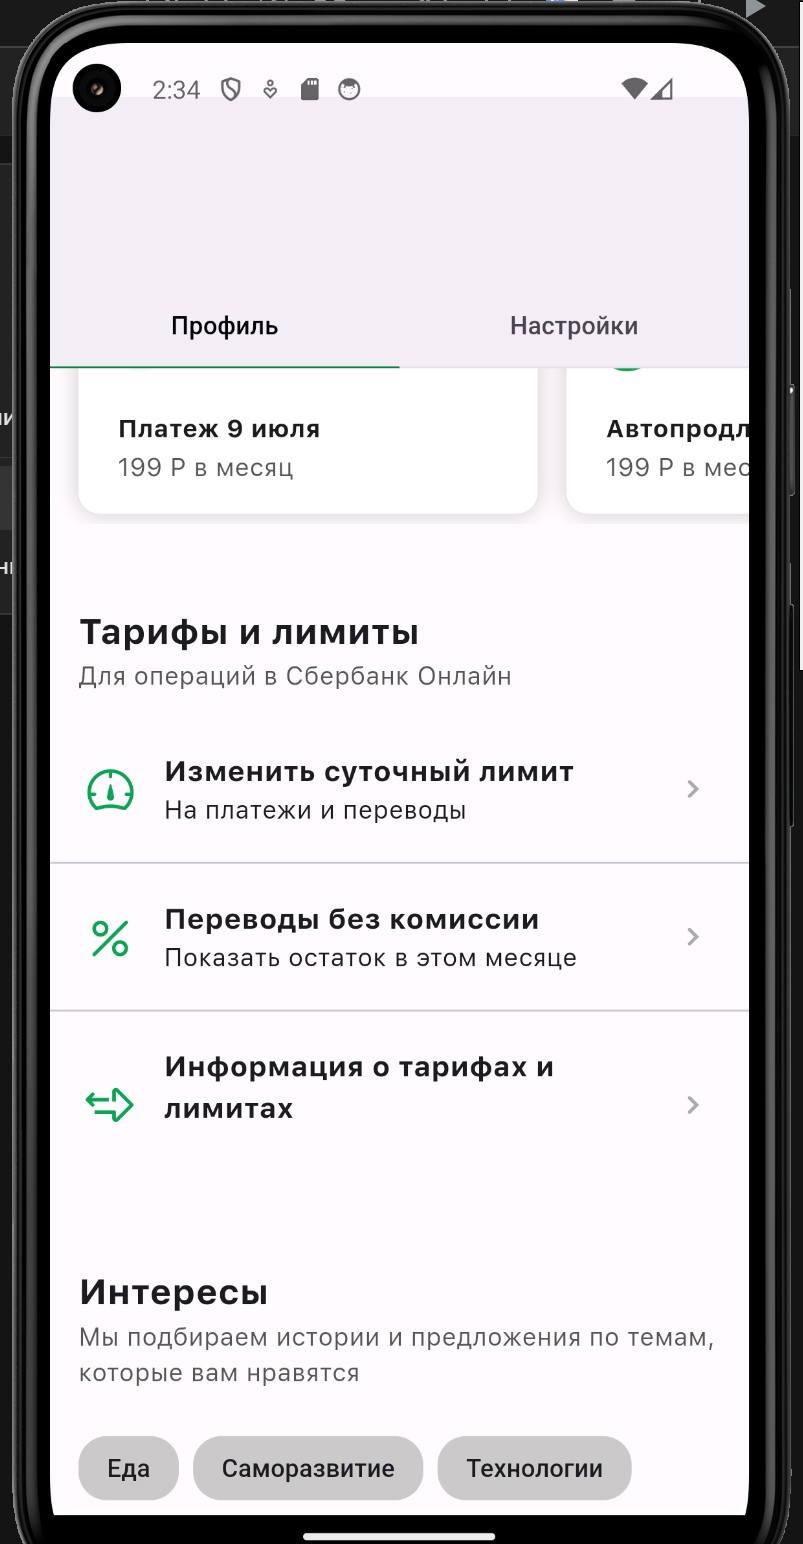 2:34
Профиль
Настройки
Платеж 9 июля
199 Р в месяц
Автопродл
199 Р в мес
Тарифы и лимиты
Для операций в Сбербанк Онлайн
Изменить суточный лимит
На платежи и переводы
Переводы без комиссии
Показать остаток в этом месяце
Информация о тарифах и
лимитах
Интересы
Мы подбираем истории и предложения по темам,
которые вам нравятся
Еда
Саморазвитие
Технологии